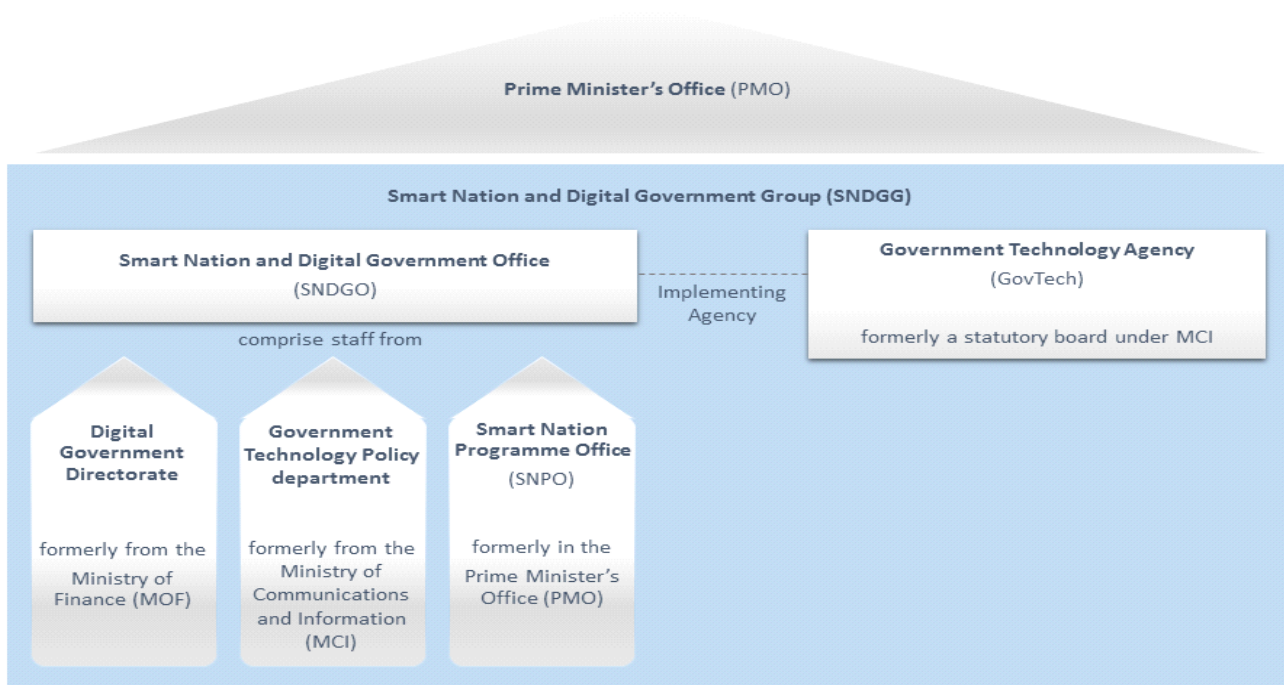 Prime Minister’s Office (PMO)
Smart Nation and Digital Government Group (SNDGG)
Smart Nation and Digital Government Office
(SNDGO)
Implementing
Agency
Government Technology Agency
(GovTech)
formerly a statutory board under MCI
comprise staff from
Digital
Government
Directorate
formerly from the
Ministry of
Finance (MOF)
Government
Technology Policy
department
formerly from the
Ministry of
Communications
and Information
(MCI)
Smart Nation
Programme Office
(SNPO)
formerly in the
Prime Minister’s
Office (PMO)